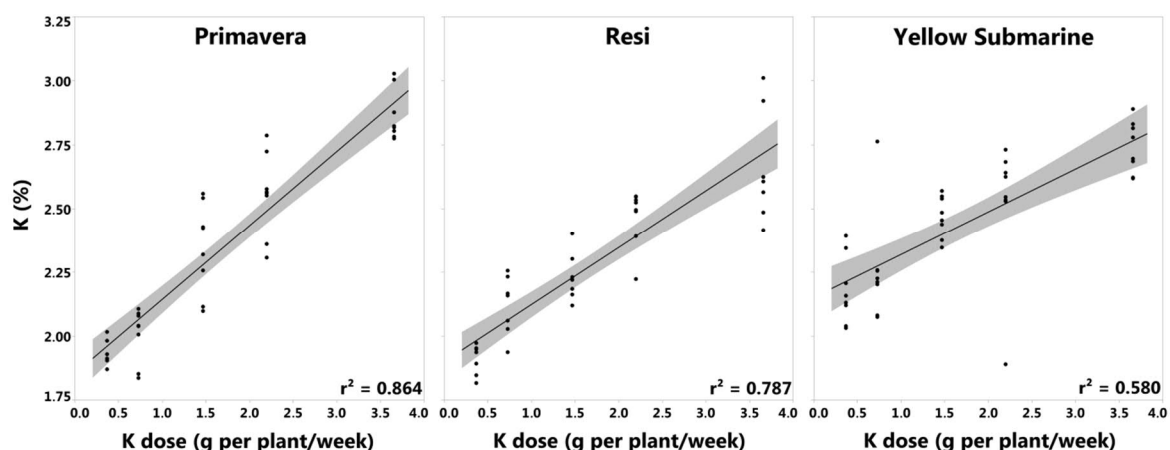 Primavera
Resi
Yellow Submarine
K (%)
3.25
3.00
2.75
2.50
2.25
2.00
1.75
r² = 0.864
r² = 0.787
r² = 0.580
0.0 0.5 1.0 1.5 2.0 2.5 3.0 3.5 4.0
0.0 0.5 1.0 1.5 2.0 2.5 3.0 3.5 4.0
0.0 0.5 1.0 1.5 2.0 2.5 3.0 3.5 4.0
K dose (g per plant/week)
K dose (g per plant/week)
K dose (g per plant/week)